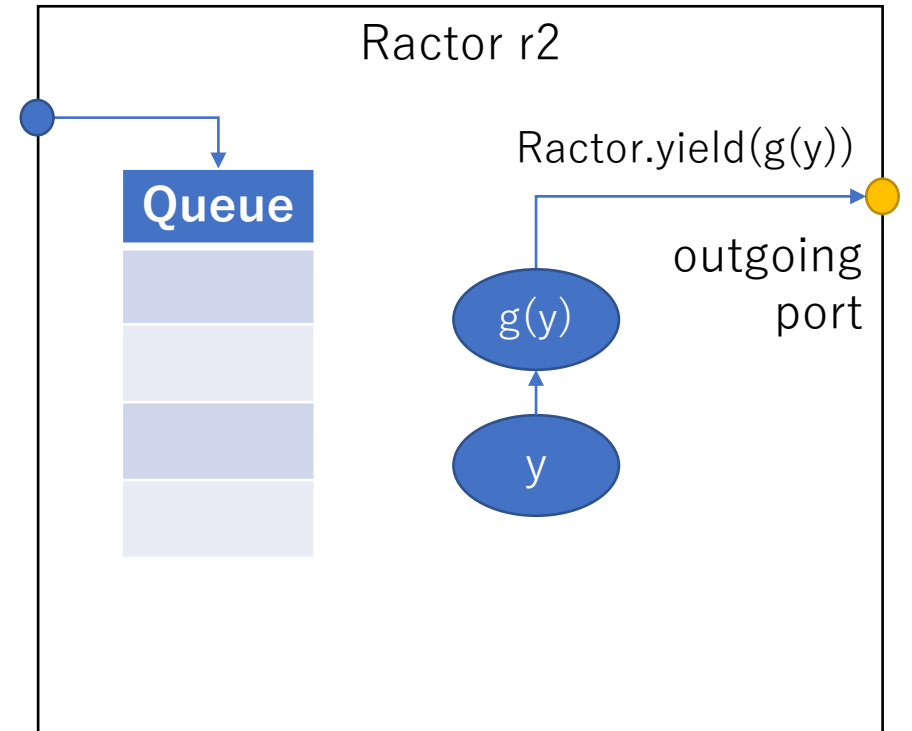 Ractor r2
Ractor.yield(g(y))
Queue
outgoing
port
g(y)
y